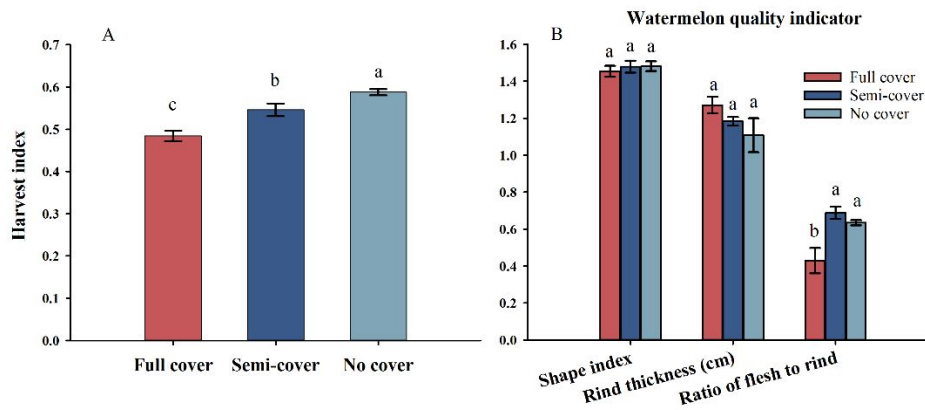 A
Harvest index
0.7
0.6
0.5
0.4
0.3
0.2
0.1
0.0
c
b
a
Full cover
Semi-cover
No cover
Watermelon quality indicator
B
1.6
1.4
1.2
1.0
0.8
0.6
0.4
0.2
0.0
a a a
a a a
b a a
Full cover
Semi-cover
No cover
Shape index
Rind thickness (cm)
Ratio of flesh to rind